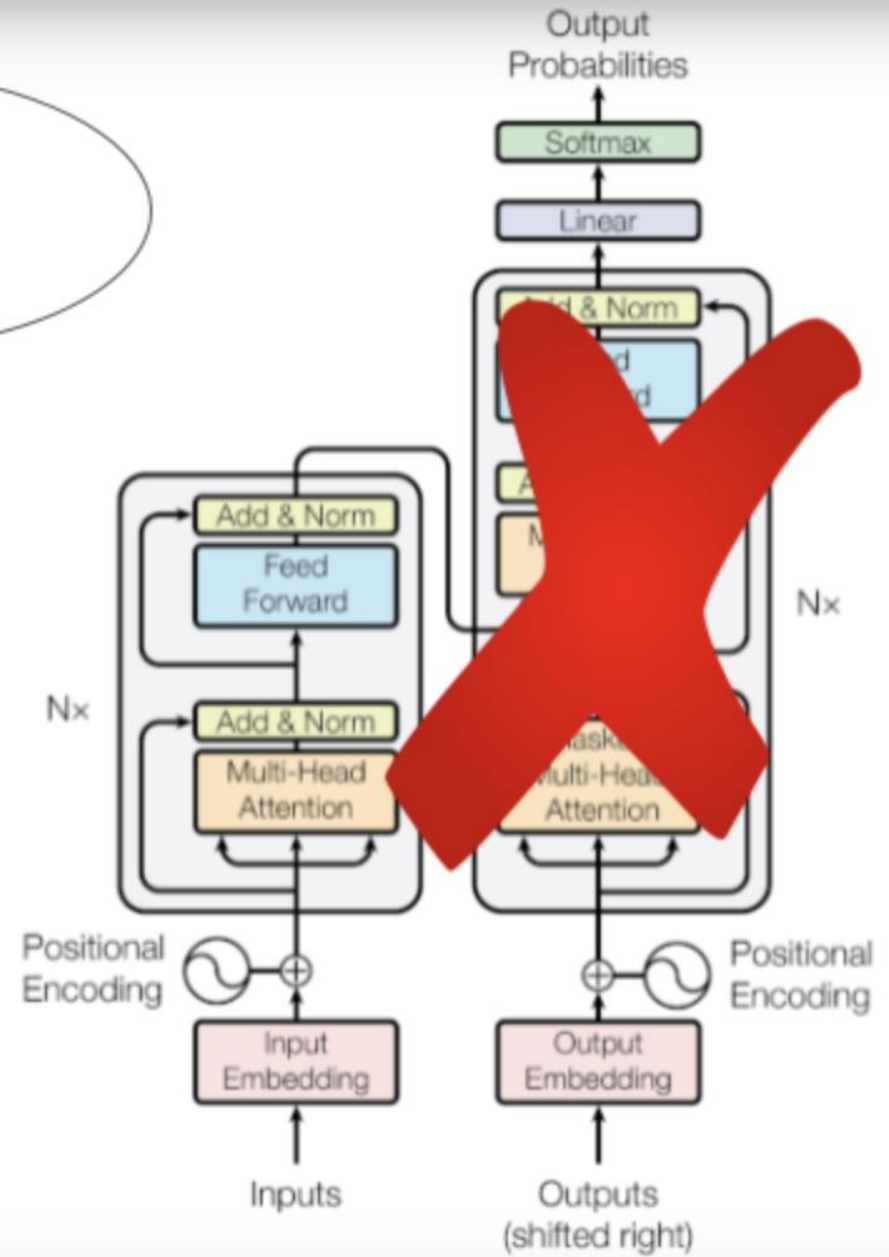 Output
Probabilities
Softmax
Linear
& Norm
Add & Norm
Feed
Forward
Nx
Nx
Add & Norm
Multi-Head
Attention
Attention
Positional
Encoding
Positional
Encoding
Input
Embedding
Output
Embedding
Inputs
Outputs
(shifted right)